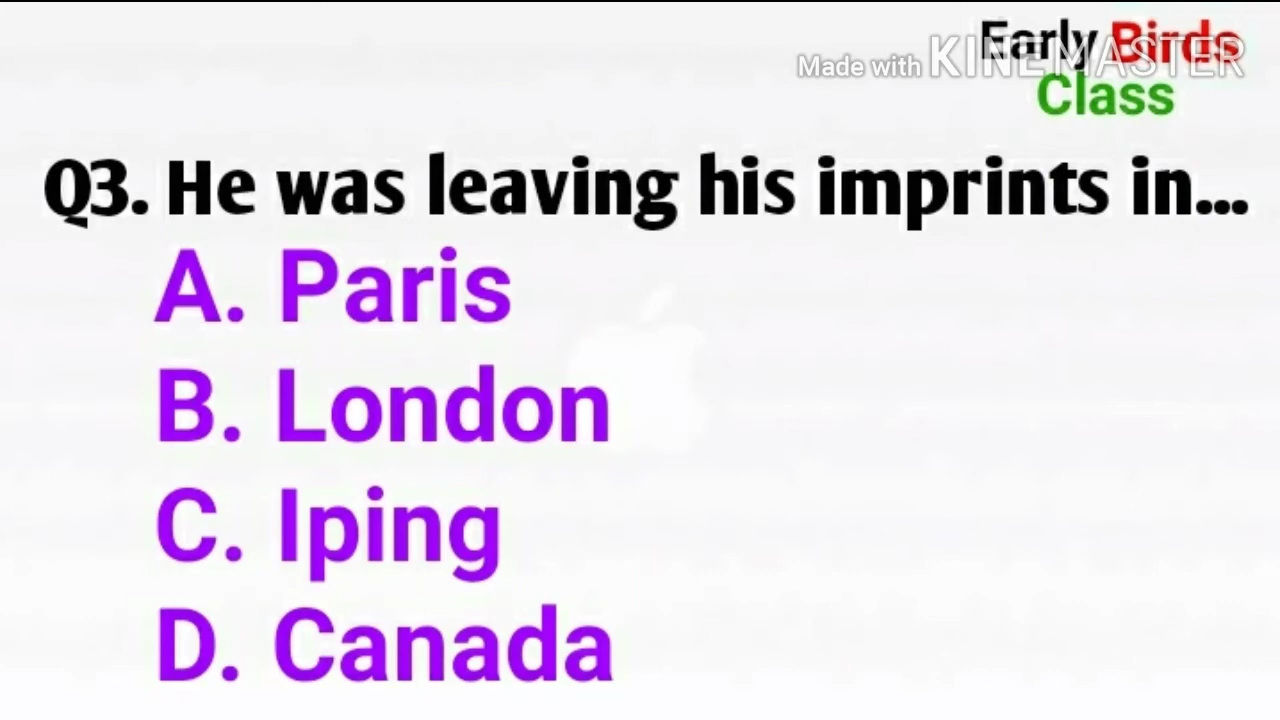 Early Birds
Made with KINEMASTER
Class
Q3. He was leaving his imprints in...
A. Paris
B. London
C. Iping
D. Canada